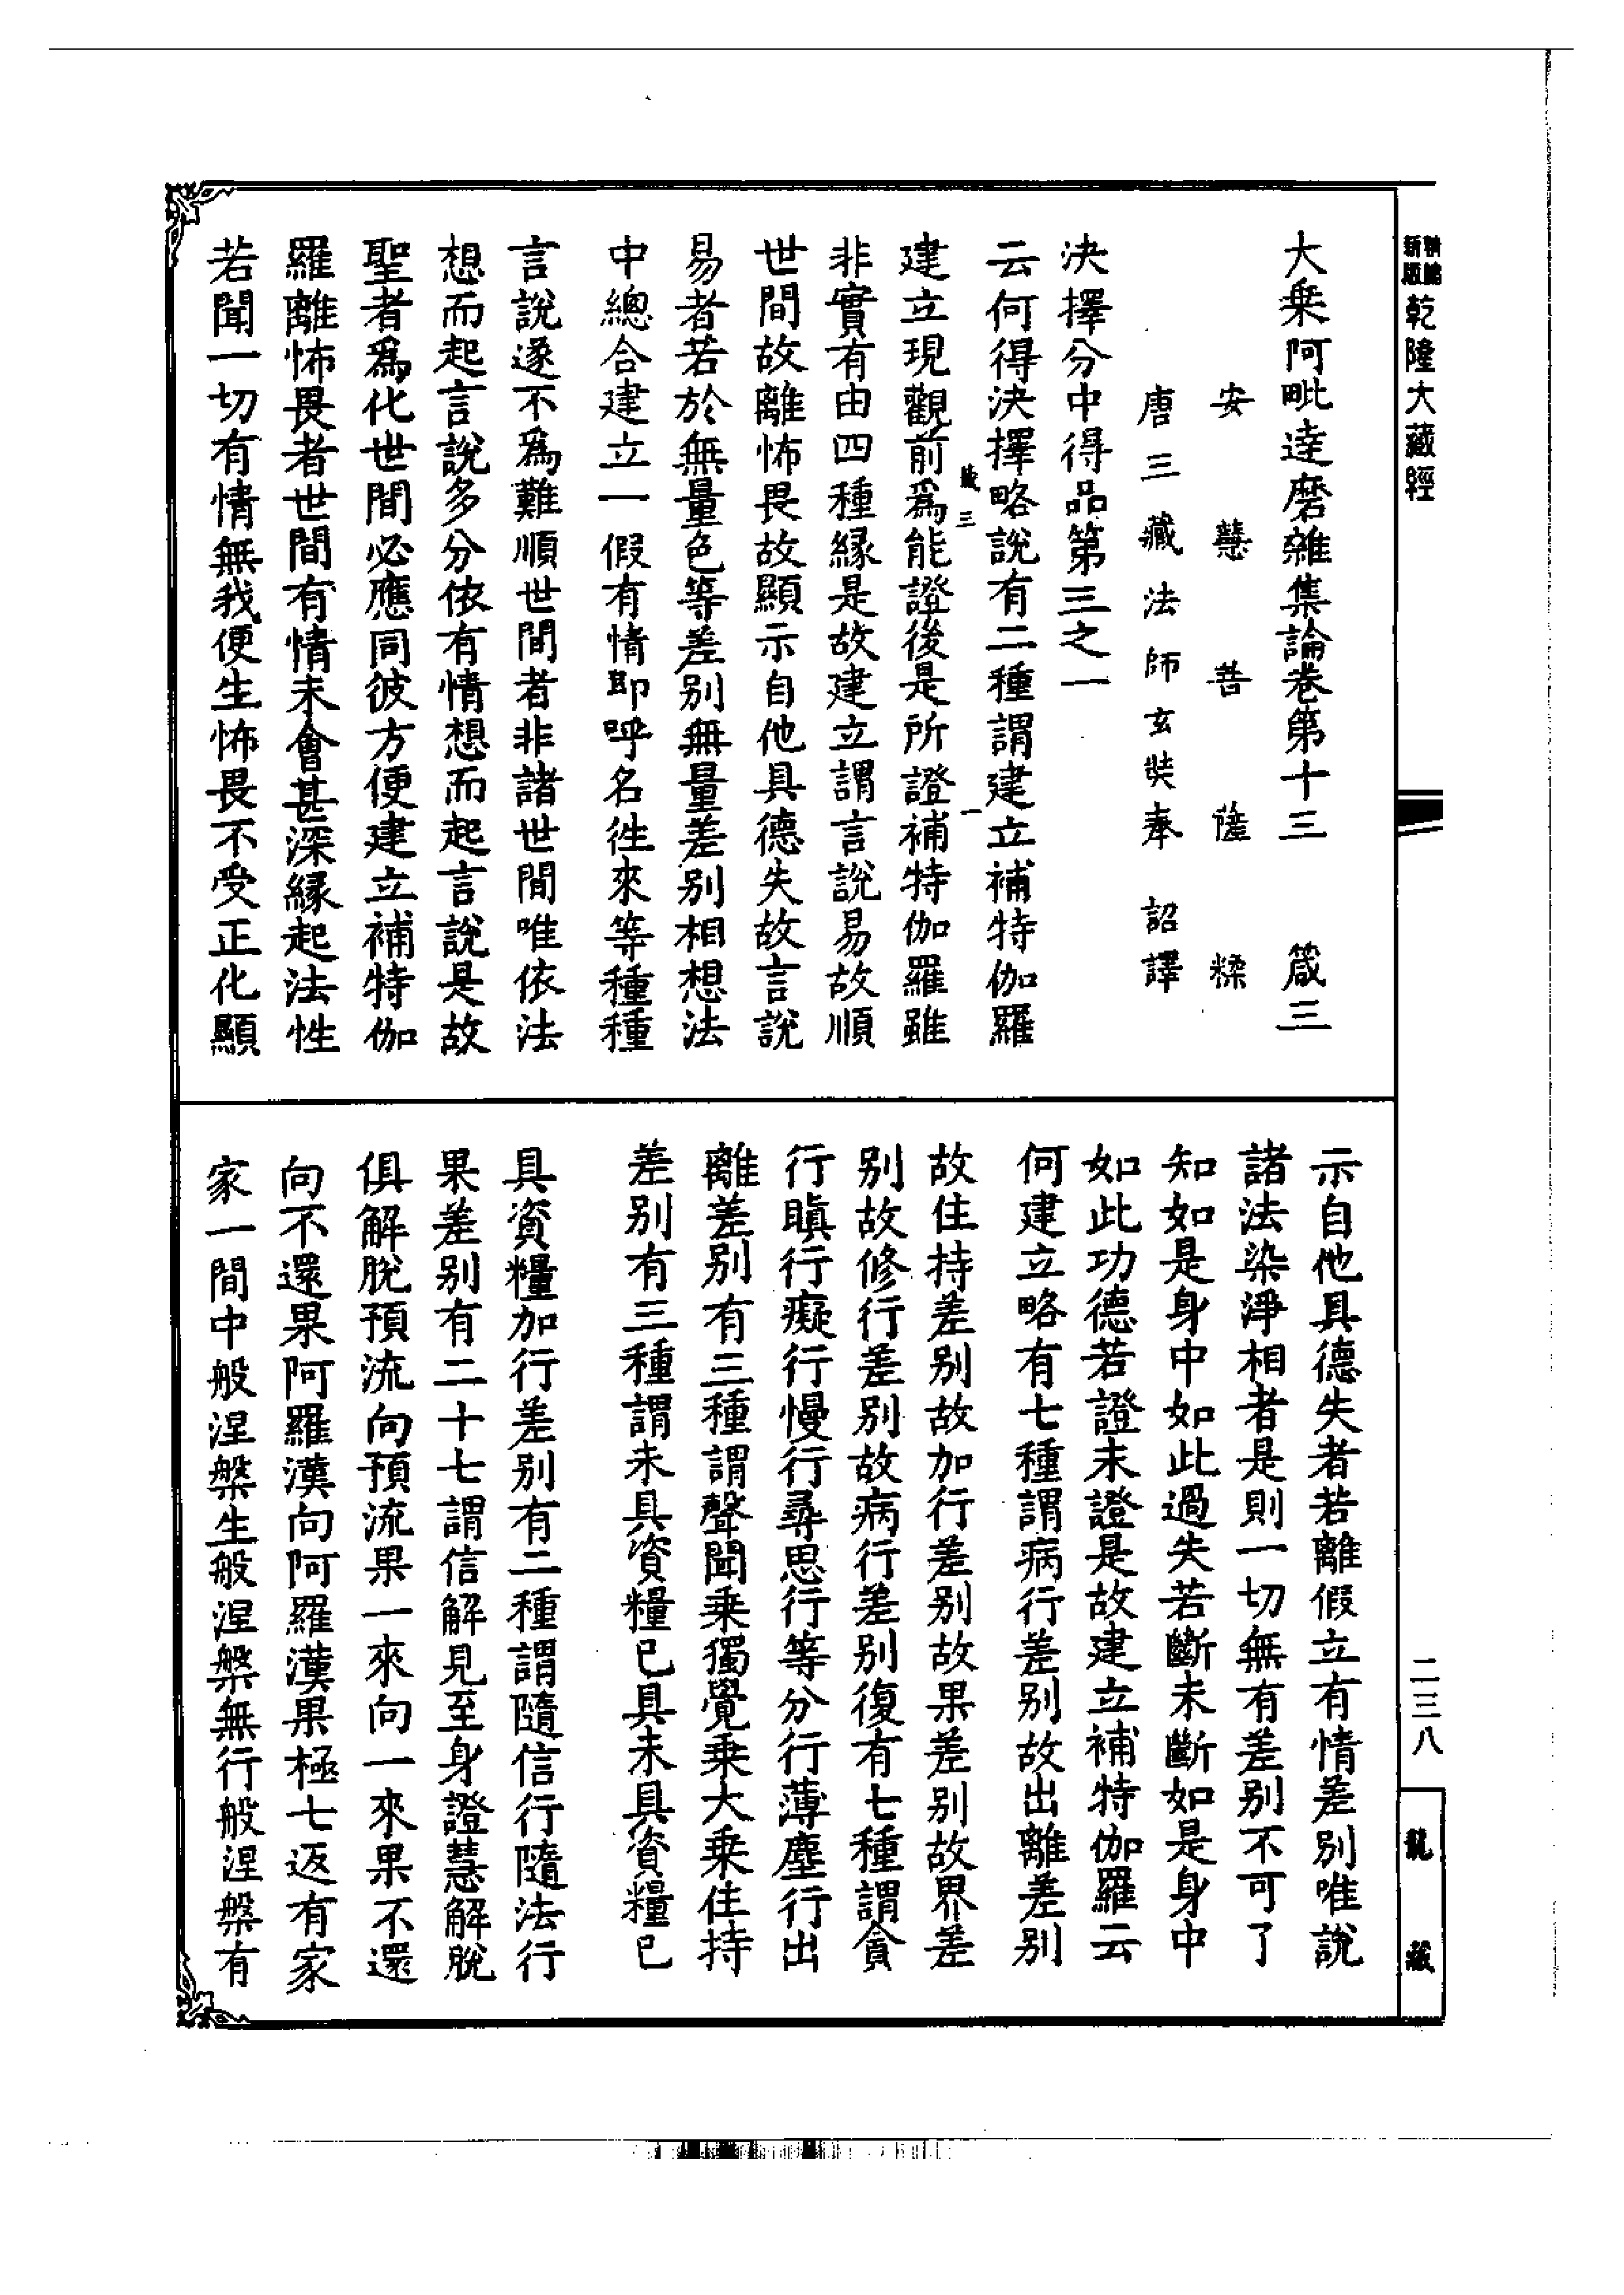 新編
新版
乾隆大藏經
大乗阿毗達磨雜集論卷第十三 箴三
安慧菩薩糅
唐三藏法師玄奘奉 詔譯
決擇分中得品第三之一
云何得決擇略說有二種謂建立補特伽羅
建立現觀前爲能證後是所證補特伽羅雖
非實有由四種縁是故建立謂言說易故順
世間故離怖畏故顯示自他具德失故言說
易者若於無量色等差別無量差別相想法
中總合建立一假有情即呼名徃來等種種
言說遂不爲難順世間者非諸世間唯依法
想而起言說多分依有情想而起言說是故
聖者爲化世間必應同彼方便建立補特伽
羅離怖畏者世間有情未會甚深縁起法性
若聞一切有情無我便生怖畏不受正化顯
示自他具德失者若離假立有情差別唯說
諸法染淨相者是則一切無有差別不可了
知如是身中如此過失若斷未斷如是身中
如此功德若證未證是故建立補特伽羅云
何建立略有七種謂病行差別故出離差別
故住持差別故加行差別故果差別故界差
別故修行差別故病行差別復有七種謂貪
行瞋行癡行慢行尋思行等分行薄塵行出
離差別有三種謂聲聞乗獨覺乗大乗住持
差別有三種謂未具資糧已具未具資糧已
具資糧加行差別有二種謂隨信行隨法行
果差別有二十七謂信解見至身證慧解脫
俱解脫預流向預流果一來向一來果不還
向不還果阿羅漢向阿羅漢果極七返有家
家一間中般涅槃生般涅槃無行般涅槃有
二三八
龍藏